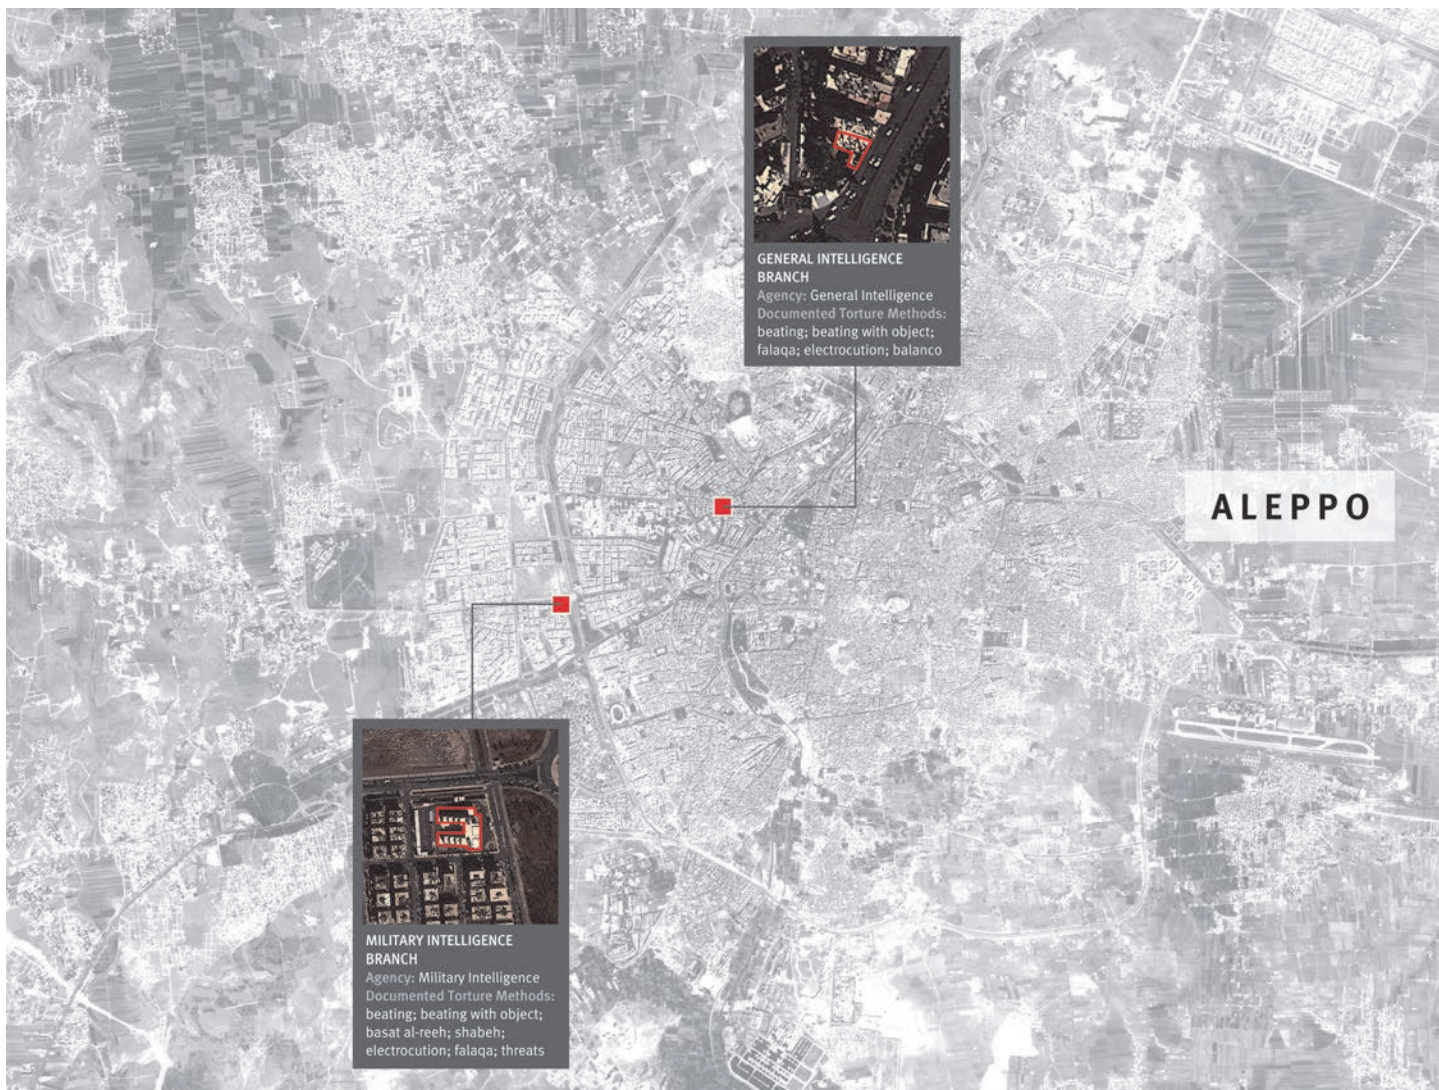 GENERAL INTELLIGENCE
BRANCH
Agency: General Intelligence
Documented Torture Methods:
beating; beating with object;
falaqa; electrocution; balanco
ALEPPO
MILITARY INTELLIGENCE
BRANCH
Agency: Military Intelligence
Documented Torture Methods:
beating; beating with object;
basat al-reeh; shabeh;
electrocution; falaqa; threats